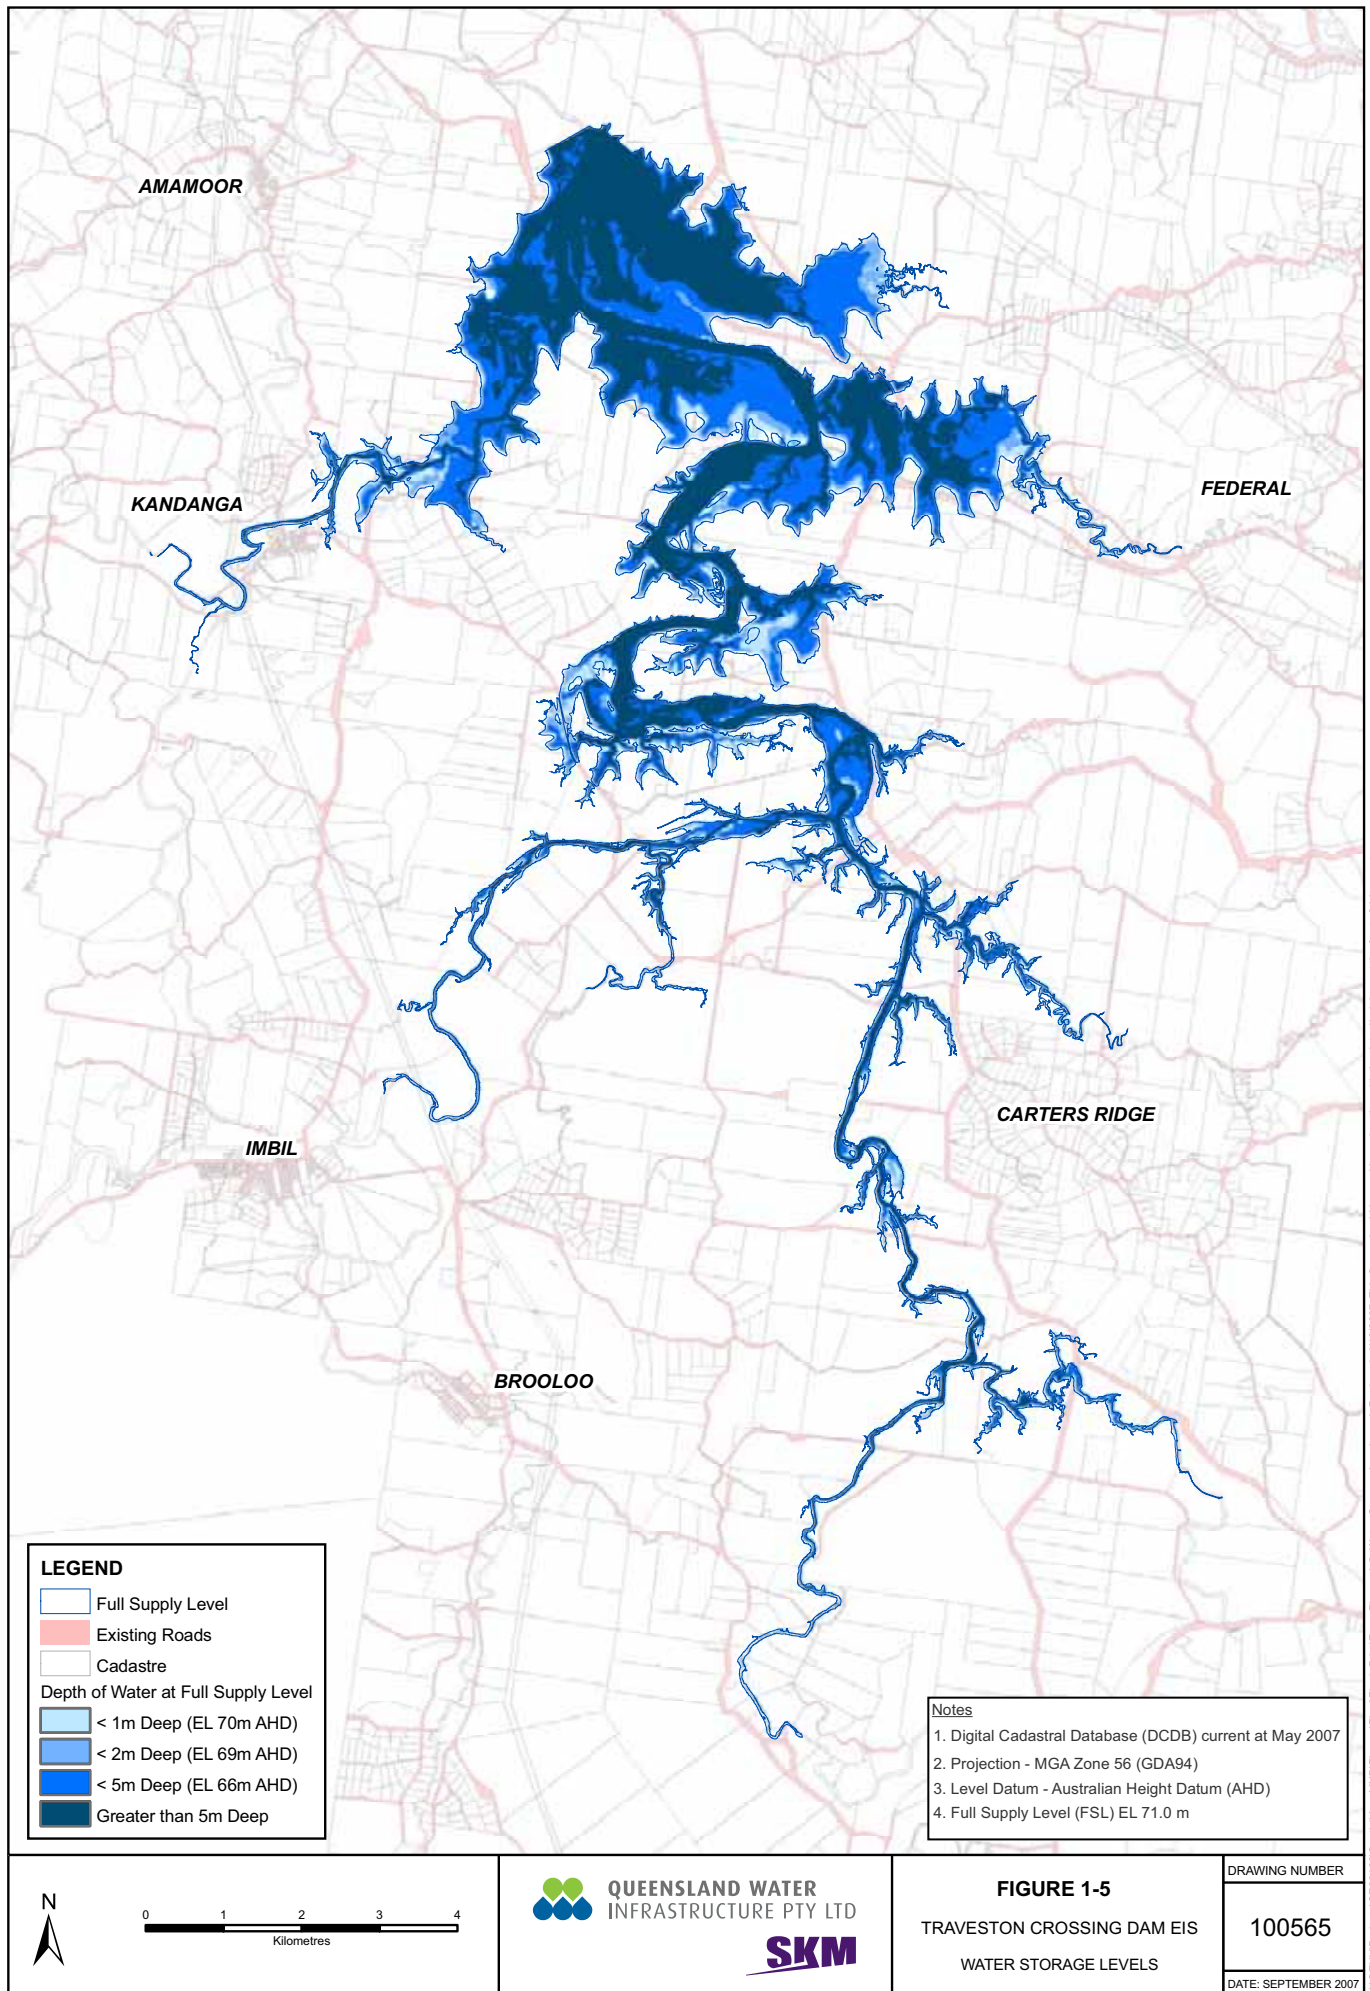 AMAMOOR
KANDANGA
FEDERAL
CARTERS RIDGE
IMBIL
BROOLOO
LEGEND
Full Supply Level
Existing Roads
Cadastre
Depth of Water at Full Supply Level
< 1m Deep (EL 70m AHD)
< 2m Deep (EL 69m AHD)
< 5m Deep (EL 66m AHD)
Greater than 5m Deep
Notes
1. Digital Cadastral Database (DCDB) current at May 2007
2. Projection - MGA Zone 56 (GDA94)
3. Level Datum - Australian Height Datum (AHD)
4. Full Supply Level (FSL) EL 71.0 m
N
0 1 2 3 4
Kilometres
QUEENSLAND WATER
INFRASTRUCTURE PTY LTD
SKM
FIGURE 1-5
TRAVESTON CROSSING DAM EIS
WATER STORAGE LEVELS
DRAWING NUMBER
100565
DATE: SEPTEMBER 2007